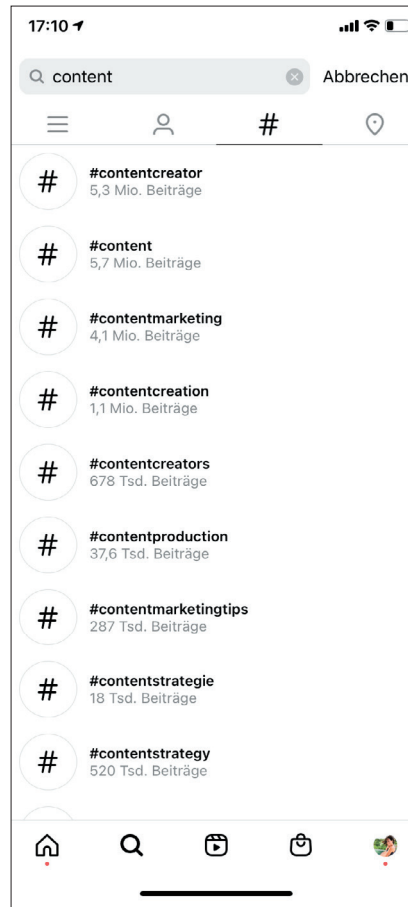 17:10
content
Abbrechen
#
#
#contentcreator
5,3 Mio. Beiträge
#
#content
5,7 Mio. Beiträge
#
#contentmarketing
4,1 Mio. Beiträge
#
#contentcreation
1,1 Mio. Beiträge
#
#contentcreators
678 Tsd. Beiträge
#
#contentproduction
37,6 Tsd. Beiträge
#
#contentmarketingtips
287 Tsd. Beiträge
#
#contentstrategie
18 Tsd. Beiträge
#
#contentstrategy
520 Tsd. Beiträge